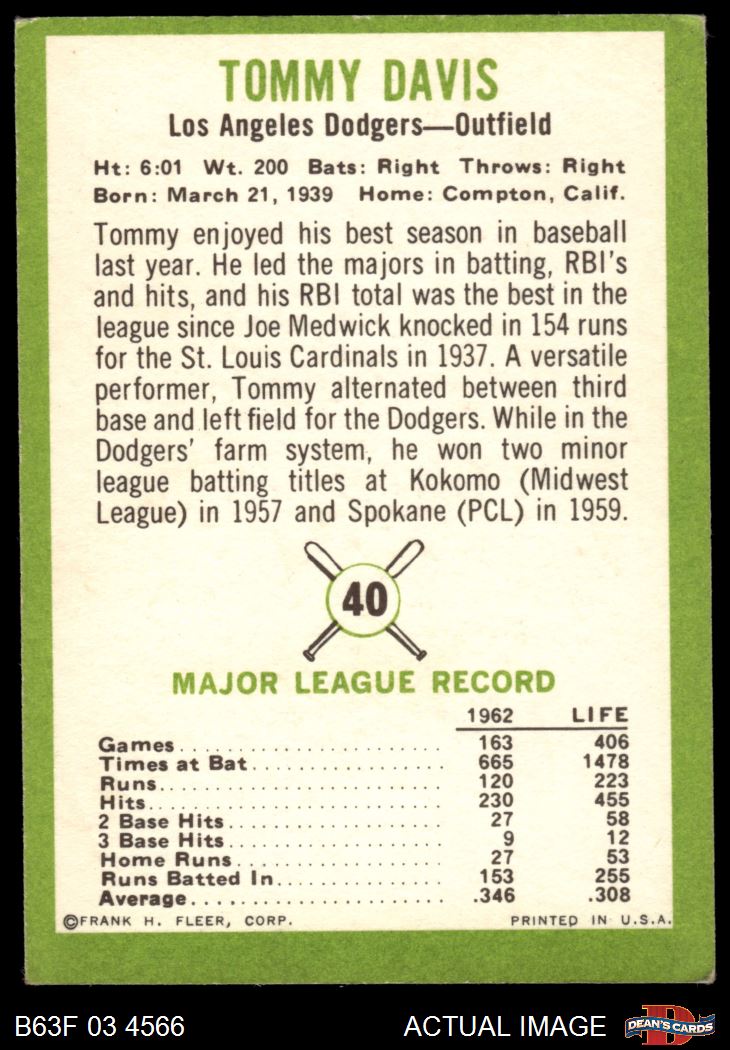 TOMMY DAVIS
Los Angeles Dodgers—Outfield
Ht: 6:01 Wt. 200 Bats: Right Throws: Right
Born: March 21, 1939 Home: Compton, Calif.
Tommy enjoyed his best season in baseball
last year. He led the majors in batting, RBI's
and hits, and his RBI total was the best in the
league since Joe Medwick knocked in 154 runs
for the St. Louis Cardinals in 1937. A versatile
performer, Tommy alternated between third
base and left field for the Dodgers. While in the
Dodgers' farm system, he won two minor
league batting titles at Kokomo (Midwest
League) in 1957 and Spokane (PCL) in 1959.
40
MAJOR LEAGUE RECORD
1962 LIFE
Games 163 406
Times at Bat 665 1478
Runs 120 223
Hits 230 455
2 Base Hits 27 58
3 Base Hits 9 12
Home Runs 27 53
Runs Batted In 153 255
Average .346 .308
©FRANK H. FLEER, CORP. PRINTED IN U.S.A.
B63F 03 4566 ACTUAL IMAGE D DEAN'S CARDS